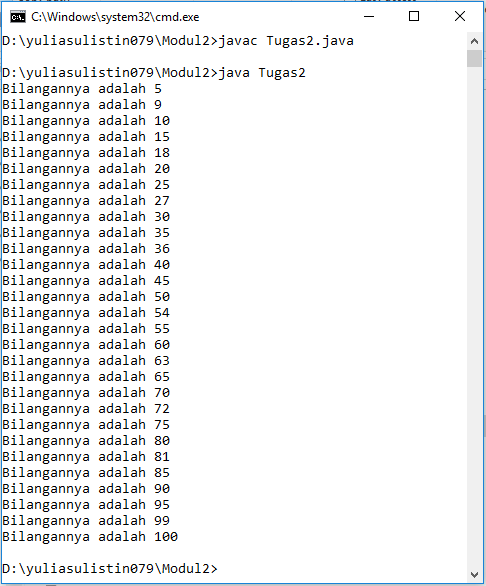 C:\Windows\system32\cmd.exe
D:\yuliasulistin079\Modul2>javac Tugas2.java
D:\yuliasulistin079\Modul2>java Tugas2
Bilangannya adalah 5
Bilangannya adalah 9
Bilangannya adalah 10
Bilangannya adalah 15
Bilangannya adalah 18
Bilangannya adalah 20
Bilangannya adalah 25
Bilangannya adalah 27
Bilangannya adalah 30
Bilangannya adalah 35
Bilangannya adalah 36
Bilangannya adalah 40
Bilangannya adalah 45
Bilangannya adalah 50
Bilangannya adalah 54
Bilangannya adalah 55
Bilangannya adalah 60
Bilangannya adalah 63
Bilangannya adalah 65
Bilangannya adalah 70
Bilangannya adalah 72
Bilangannya adalah 75
Bilangannya adalah 80
Bilangannya adalah 81
Bilangannya adalah 85
Bilangannya adalah 90
Bilangannya adalah 95
Bilangannya adalah 99
Bilangannya adalah 100
D:\yuliasulistin079\Modul2>